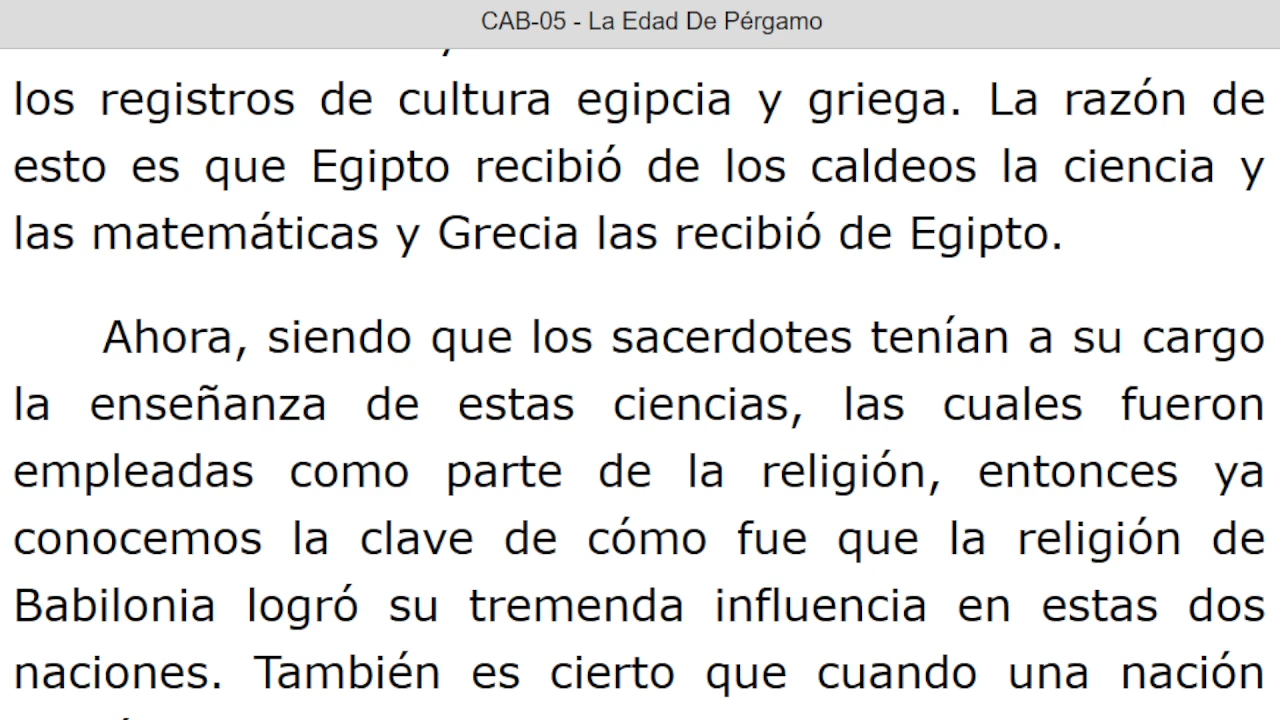 CAB-05 - La Edad De Pérgamo
los registros de cultura egipcia y griega. La razón de
esto es que Egipto recibió de los caldeos la ciencia y
las matemáticas y Grecia las recibió de Egipto.
Ahora, siendo que los sacerdotes tenían a su cargo
la enseñanza de estas ciencias, las cuales fueron
empleadas como parte de la religión, entonces ya
conocemos la clave de cómo fue que la religión de
Babilonia logró su tremenda influencia en estas dos
naciones. También es cierto que cuando una nación